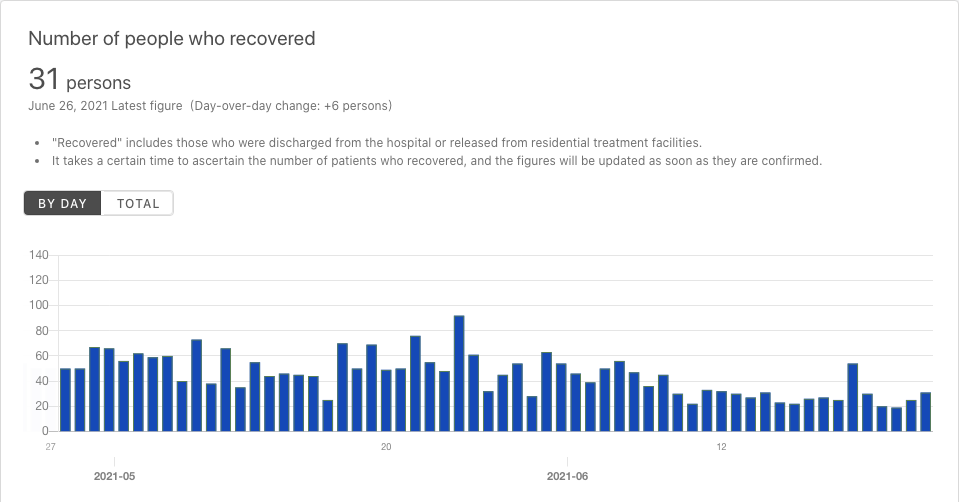 Number of people who recovered
31 persons
June 26, 2021 Latest figure (Day-over-day change: +6 persons)
• "Recovered" includes those who were discharged from the hospital or released from residential treatment facilities.
• It takes a certain time to ascertain the number of patients who recovered, and the figures will be updated as soon as they are confirmed.
BY DAY TOTAL
140
120
100
80
60
40
20
0
27 20 12
2021-05 2021-06